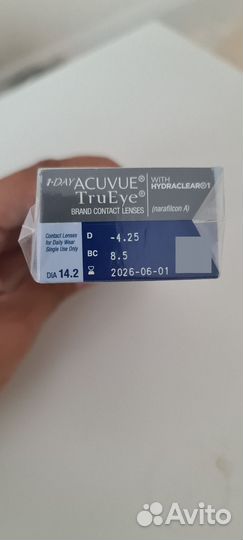 1·DAY ACUVUE®
TruEye®
BRAND CONTACT LENSES
WITH
HYDRACLEAR®1
(narafilcon A)
Contact Lenses
for Daily Wear
Single Use Only
DIA 14.2
D -4.25
BC 8.5
2026-06-01
Avito